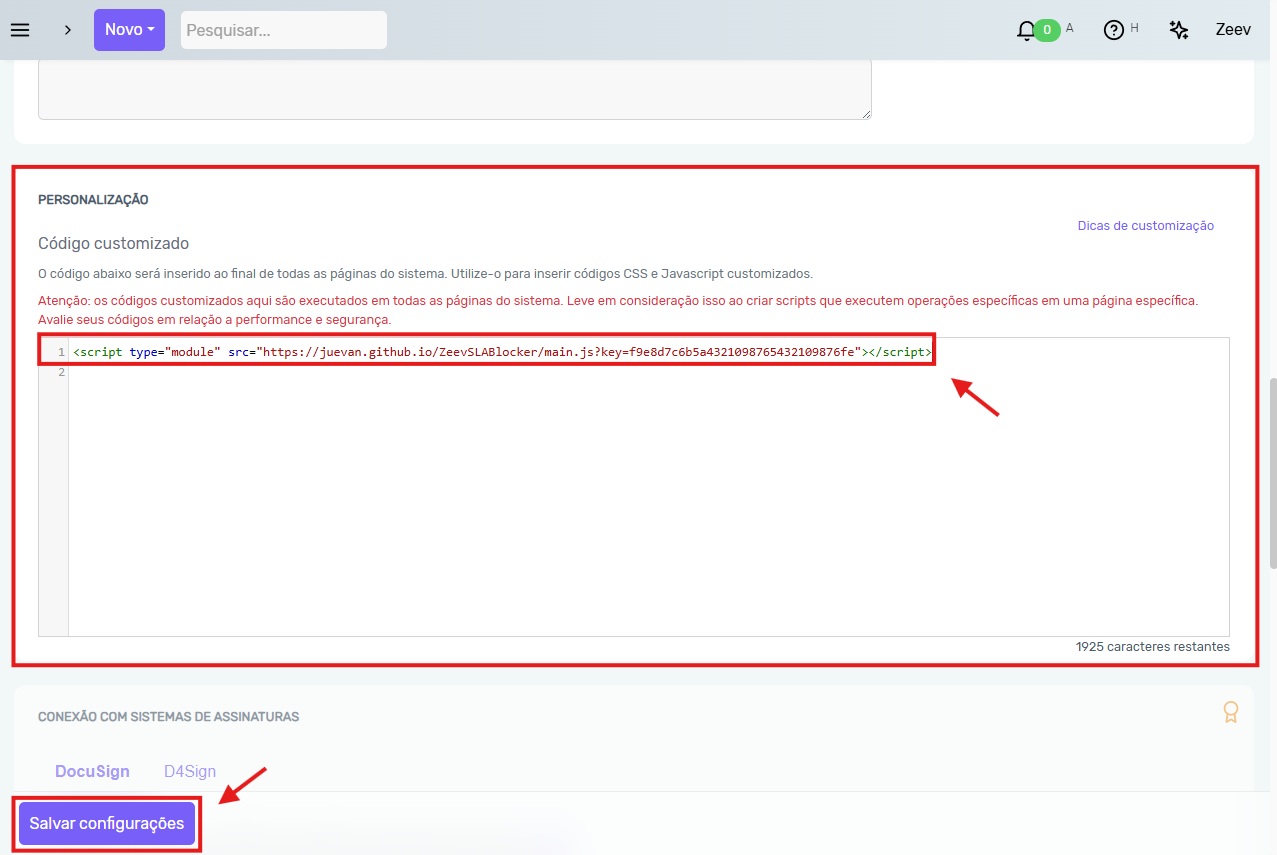 Novo
Pesquisar...
0
A
H
Zeev
PERSONALIZAÇÃO
Dicas de customização
Código customizado
O código abaixo será inserido ao final de todas as páginas do sistema. Utilize-o para inserir códigos CSS e Javascript customizados.
Atenção: os códigos customizados aqui são executados em todas as páginas do sistema. Leve em consideração isso ao criar scripts que executem operações específicas em uma página específica.
Avalie seus códigos em relação a performance e segurança.
1 <script type="module" src="https://juevan.github.io/ZeevSLABlocker/main.js?key=f9e8d7c6b5a4321098765432109876fe"></script>
2
1925 caracteres restantes
CONEXÃO COM SISTEMAS DE ASSINATURAS
DocuSign D4Sign
Salvar configurações